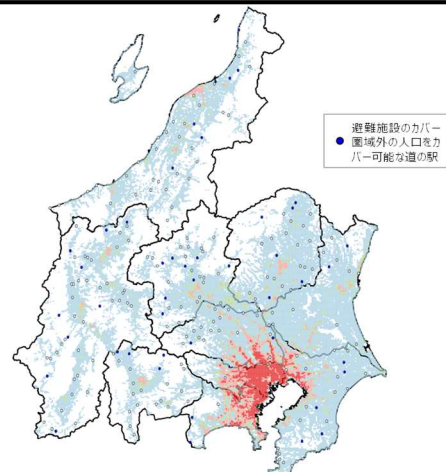 避難施設のカバー
圏域外の人口をカ
バー可能な道の駅